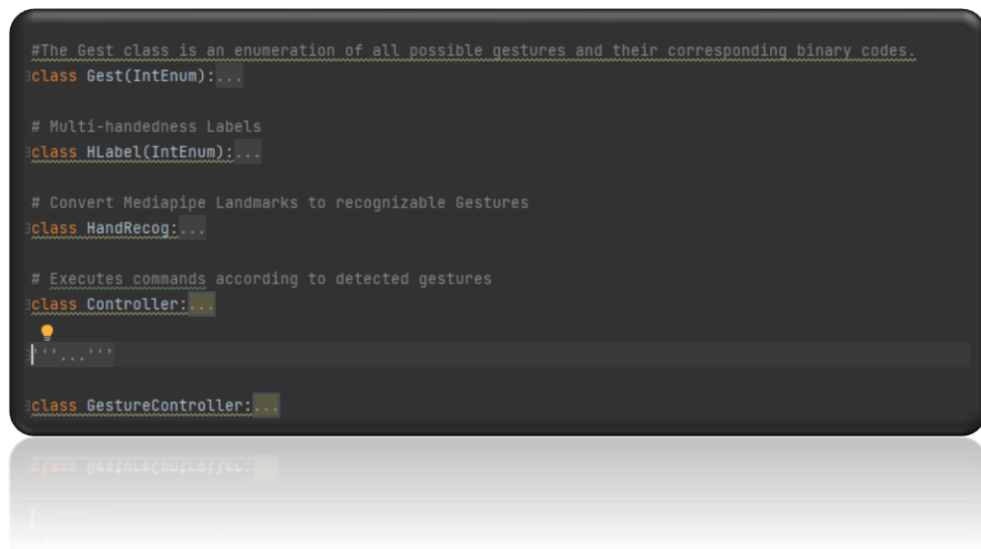 #The Gest class is an enumeration of all possible gestures and their corresponding binary codes.
class Gest(IntEnum):...
# Multi-handedness Labels
class HLabel(IntEnum):...
# Convert Mediapipe Landmarks to recognizable Gestures
class HandRecog:...
# Executes commands according to detected gestures
class Controller:...
'''...'''
class GestureController:...